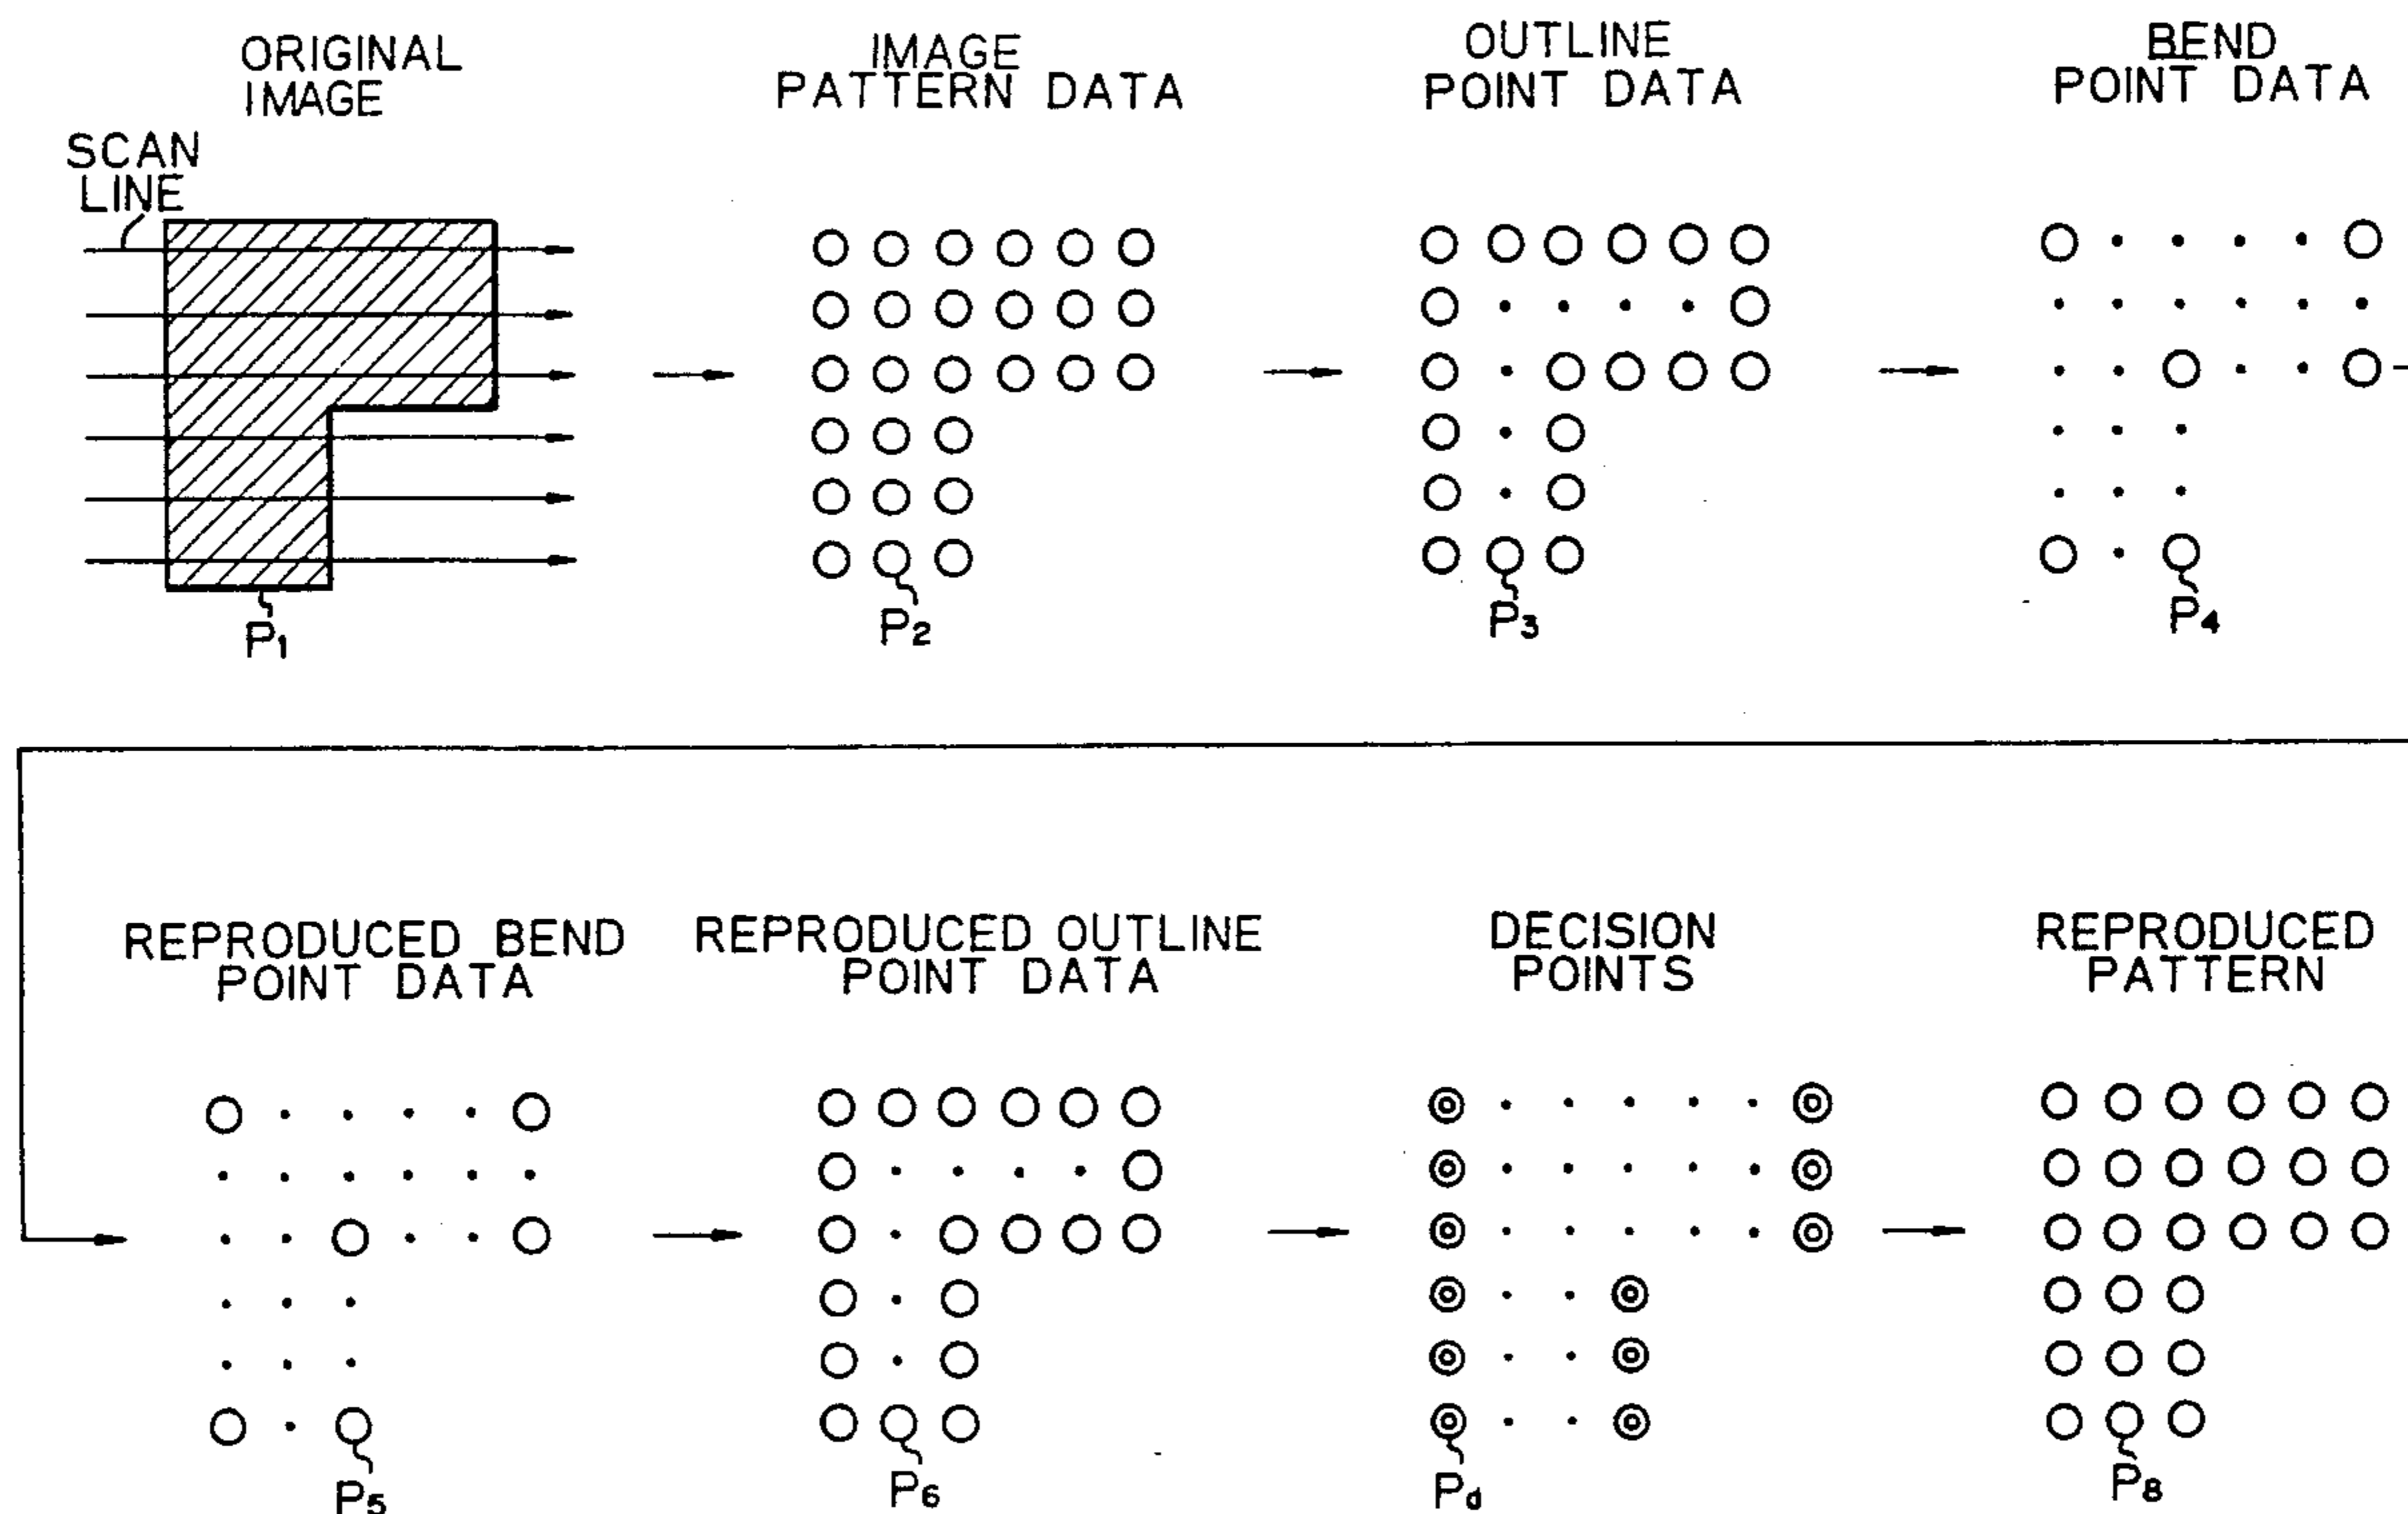 ORIGINAL
IMAGE
IMAGE
PATTERN DATA
OUTLINE
POINT DATA
BEND
POINT DATA
SCAN
LINE
P1
P2
P3
P4
REPRODUCED BEND
POINT DATA
REPRODUCED OUTLINE
POINT DATA
DECISION
POINTS
REPRODUCED
PATTERN
P5
P6
Pd
P8